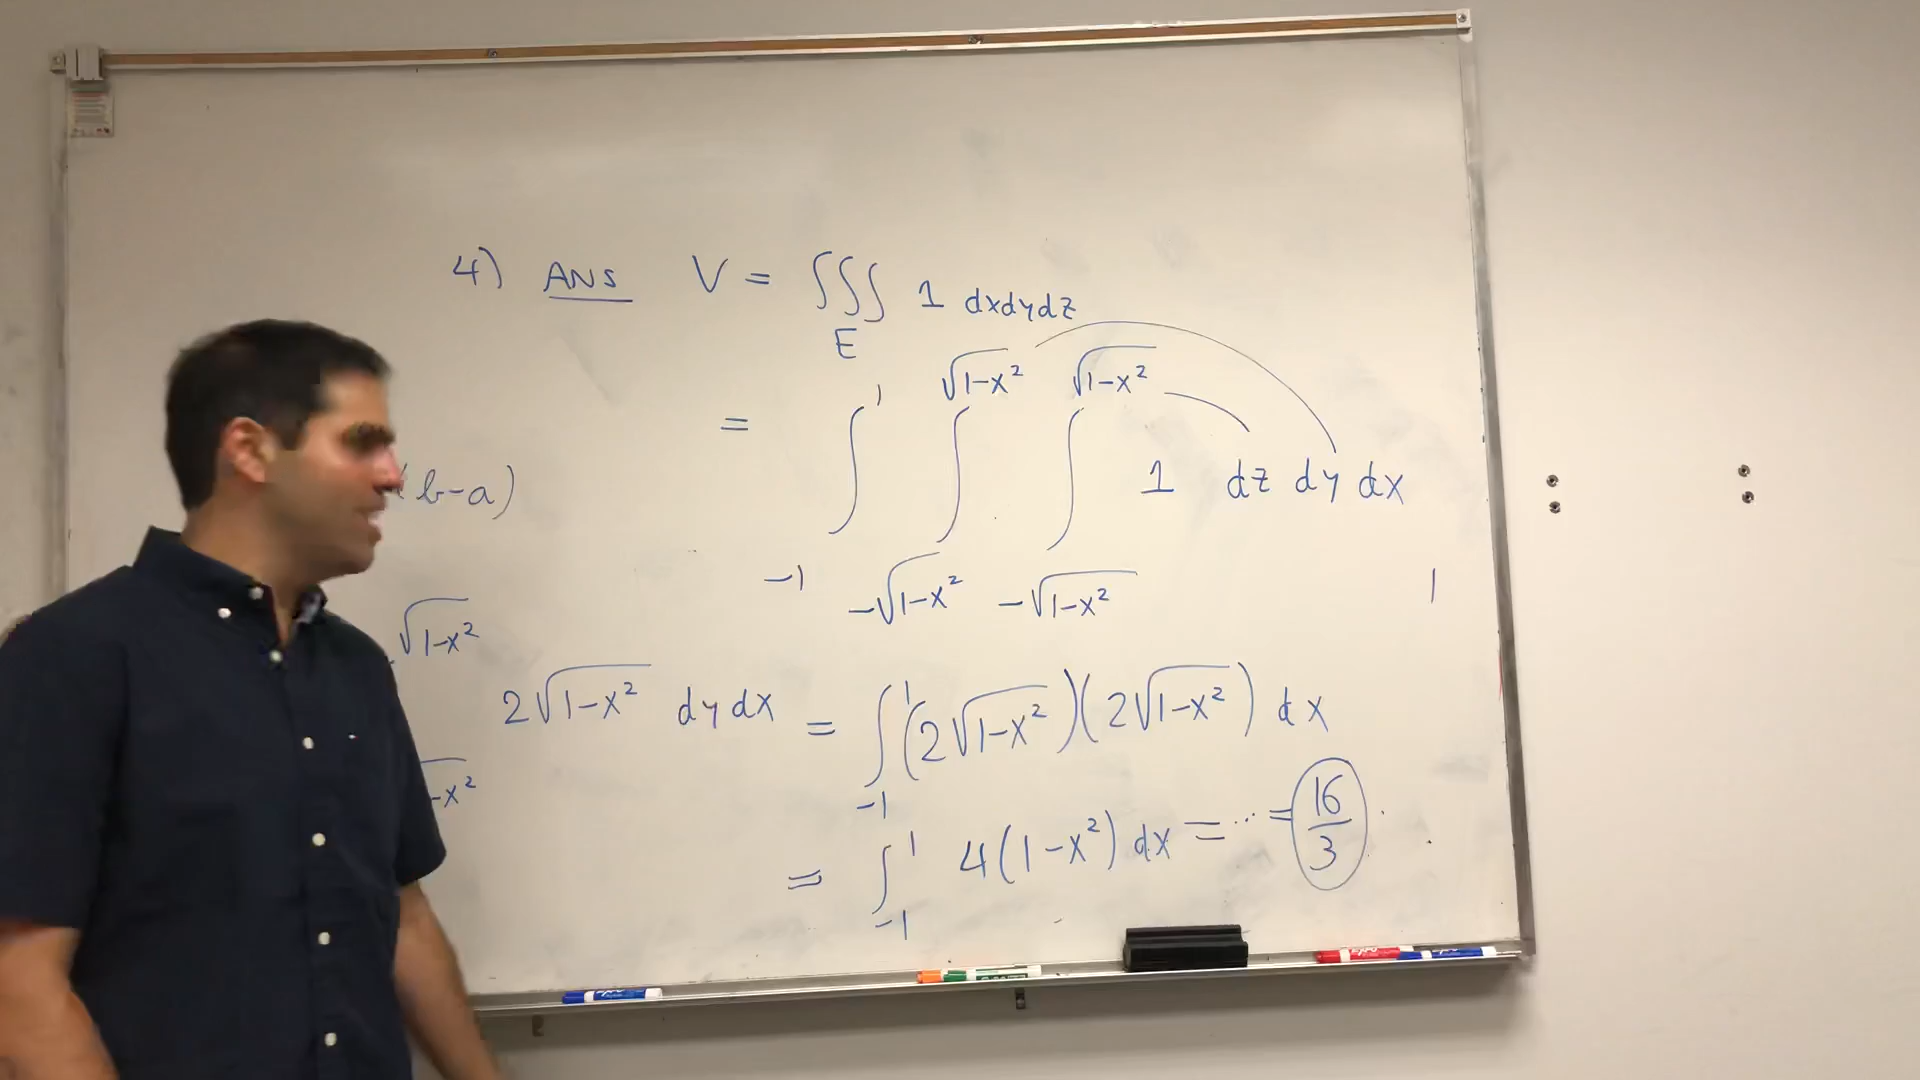 4) ANS V = ∫∫∫_E 1 dxdydz
= ∫_{-1}^{1} ∫_{-√(1-x²)}^{√(1-x²)} ∫_{-√(1-x²)}^{√(1-x²)} 1 dz dy dx
(b-a)
√(1-x²)
2√(1-x²) dy dx = ∫_{-1}^{1} (2√(1-x²))(2√(1-x²)) dx
-x²
= ∫_{-1}^{1} 4(1-x²) dx = ... = 16/3